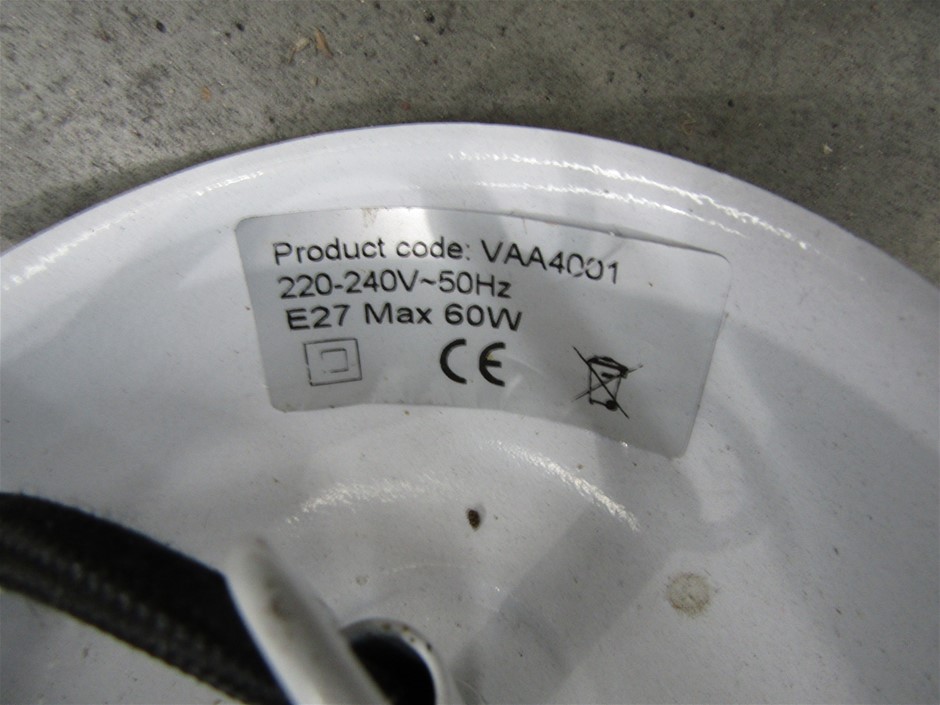 Product code: VAA4001
220-240V~50Hz
E27 Max 60W
CE